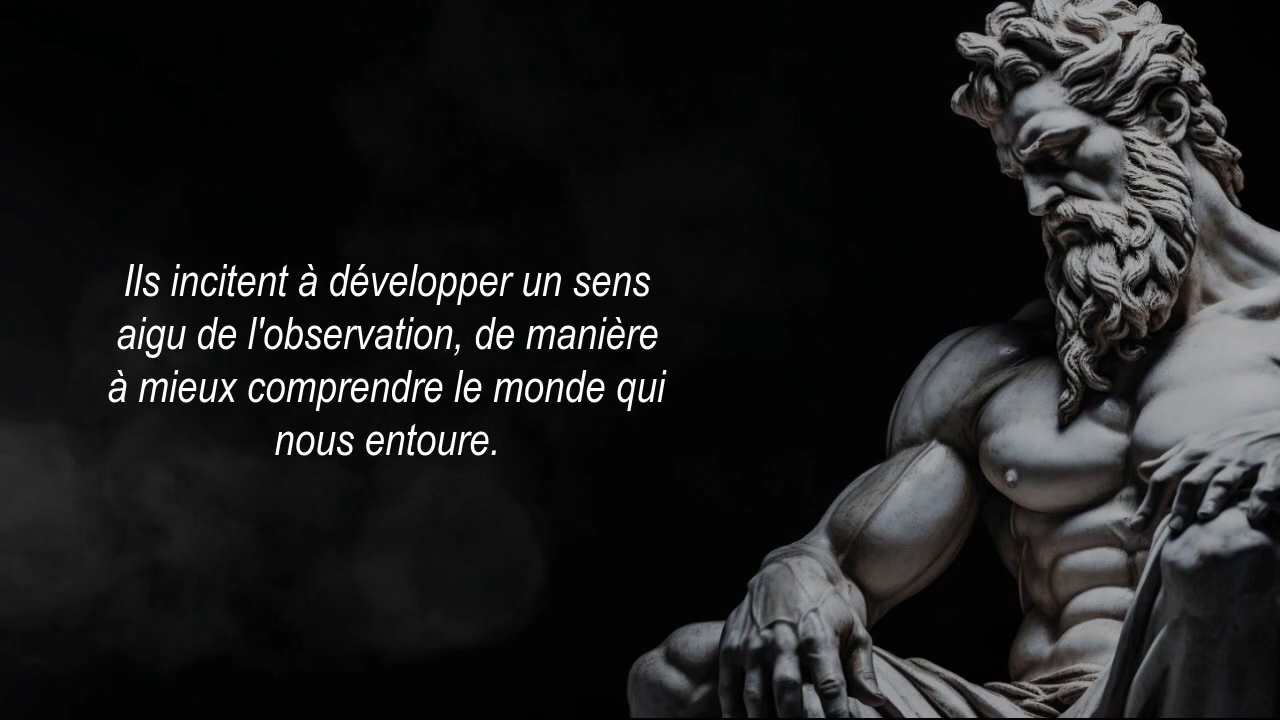 Ils incitent à développer un sens
aigu de l'observation, de manière
à mieux comprendre le monde qui
nous entoure.